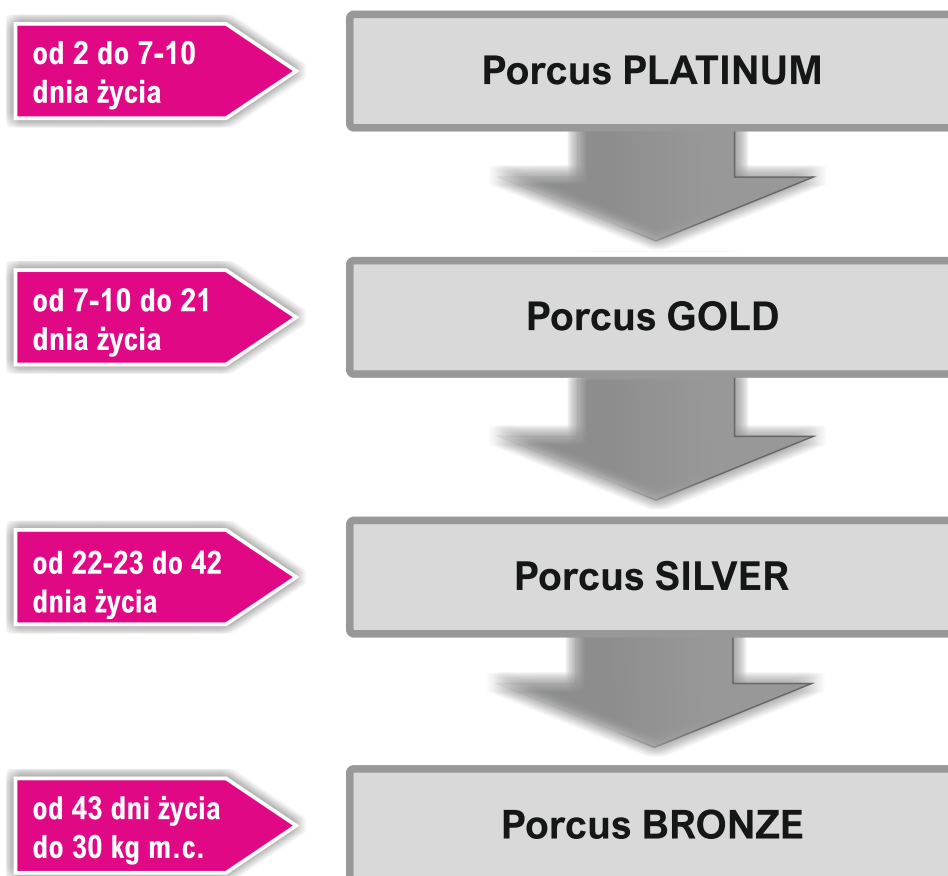 od 2 do 7-10
dnia życia
Porcus PLATINUM
od 7-10 do 21
dnia życia
Porcus GOLD
od 22-23 do 42
dnia życia
Porcus SILVER
od 43 dni życia
do 30 kg m.c.
Porcus BRONZE